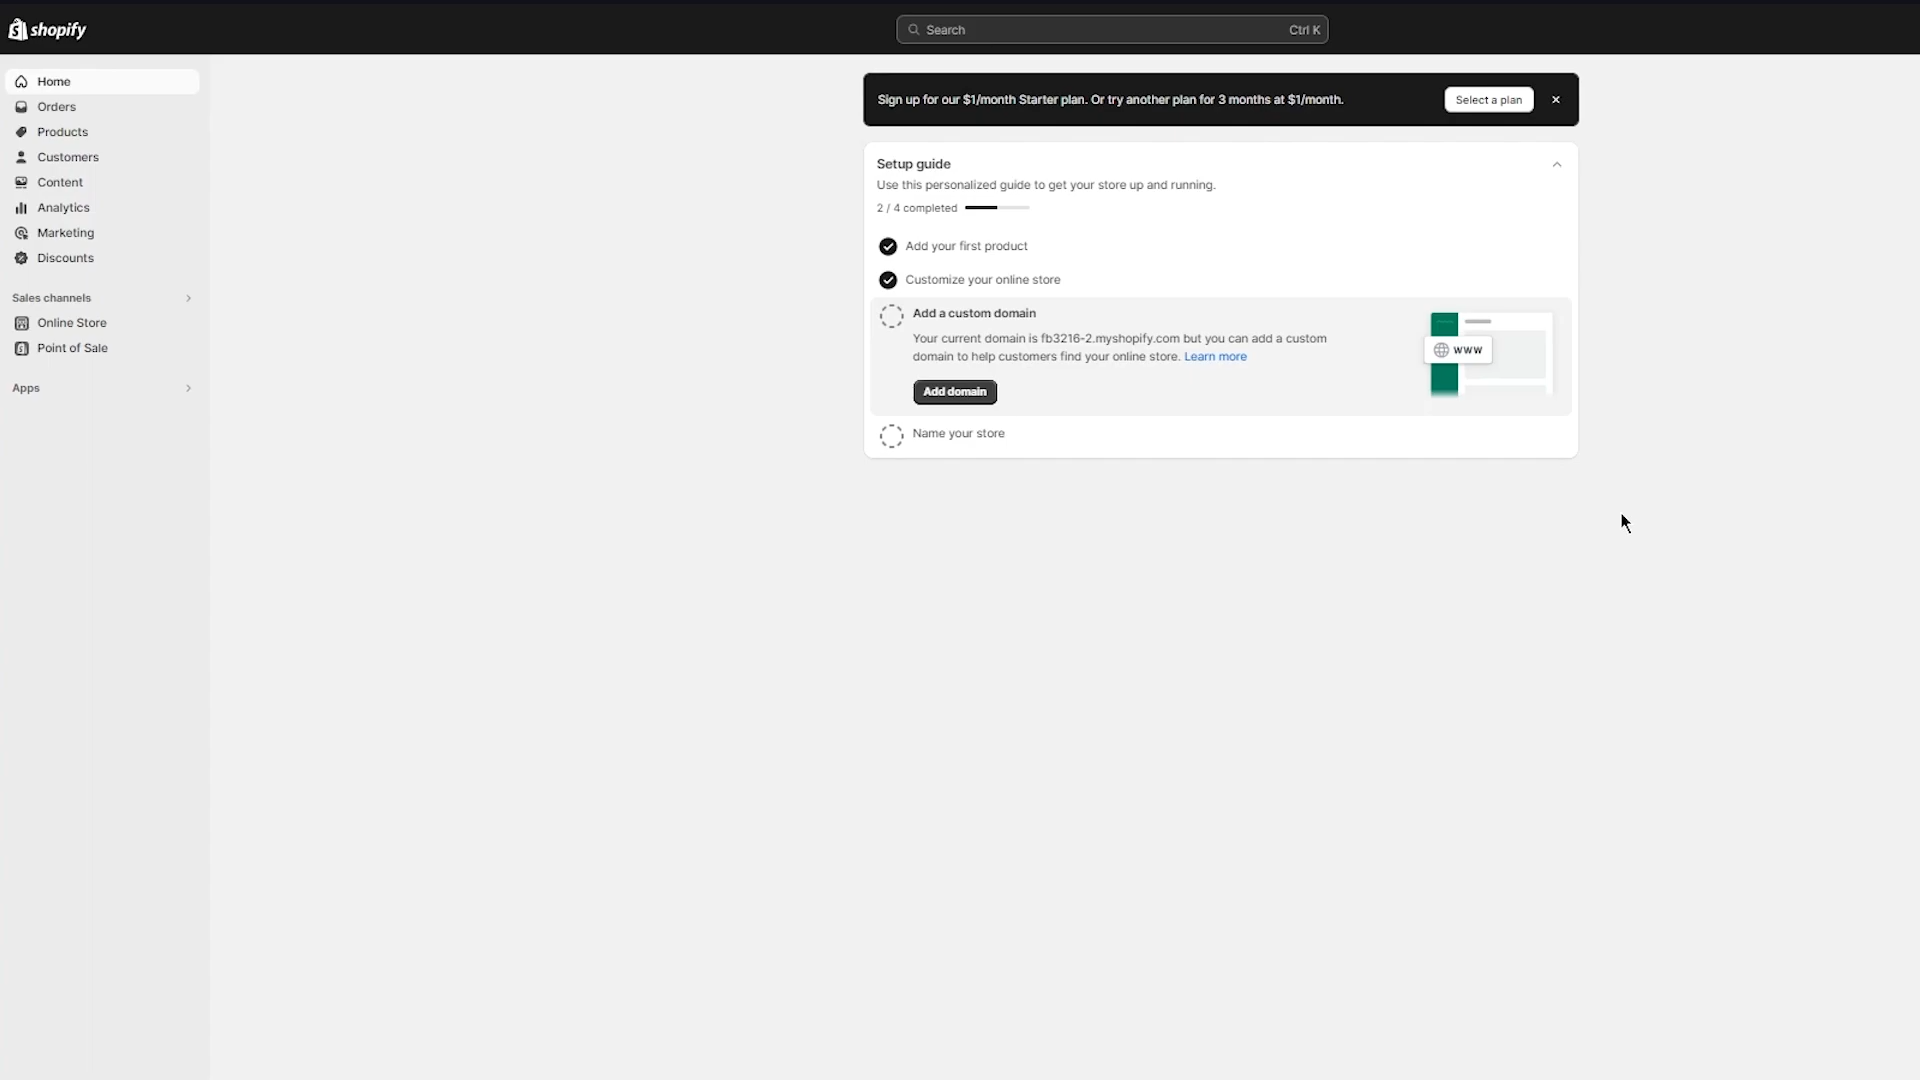 shopify
Search Ctrl K
Home
Orders
Products
Customers
Content
Analytics
Marketing
Discounts
Sales channels
Online Store
Point of Sale
Apps
Sign up for our $1/month Starter plan. Or try another plan for 3 months at $1/month.
Select a plan
Setup guide
Use this personalized guide to get your store up and running.
2 / 4 completed
Add your first product
Customize your online store
Add a custom domain
Your current domain is fb3216-2.myshopify.com but you can add a custom
domain to help customers find your online store. Learn more
Add domain
www
Name your store